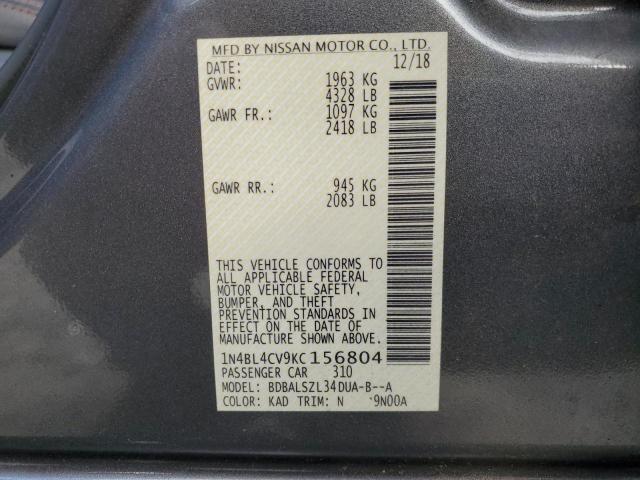 MFD BY NISSAN MOTOR CO., LTD.
DATE: 12/18
GVWR: 1963 KG
4328 LB
GAWR FR.: 1097 KG
2418 LB
GAWR RR.: 945 KG
2083 LB
THIS VEHICLE CONFORMS TO
ALL APPLICABLE FEDERAL
MOTOR VEHICLE SAFETY,
BUMPER, AND THEFT
PREVENTION STANDARDS IN
EFFECT ON THE DATE OF
MANUFACTURE SHOWN ABOVE.
1N4BL4CV9KC156804
PASSENGER CAR 310
MODEL: BDBALSZL34DUA-B--A
COLOR: KAD TRIM: N 9N00A